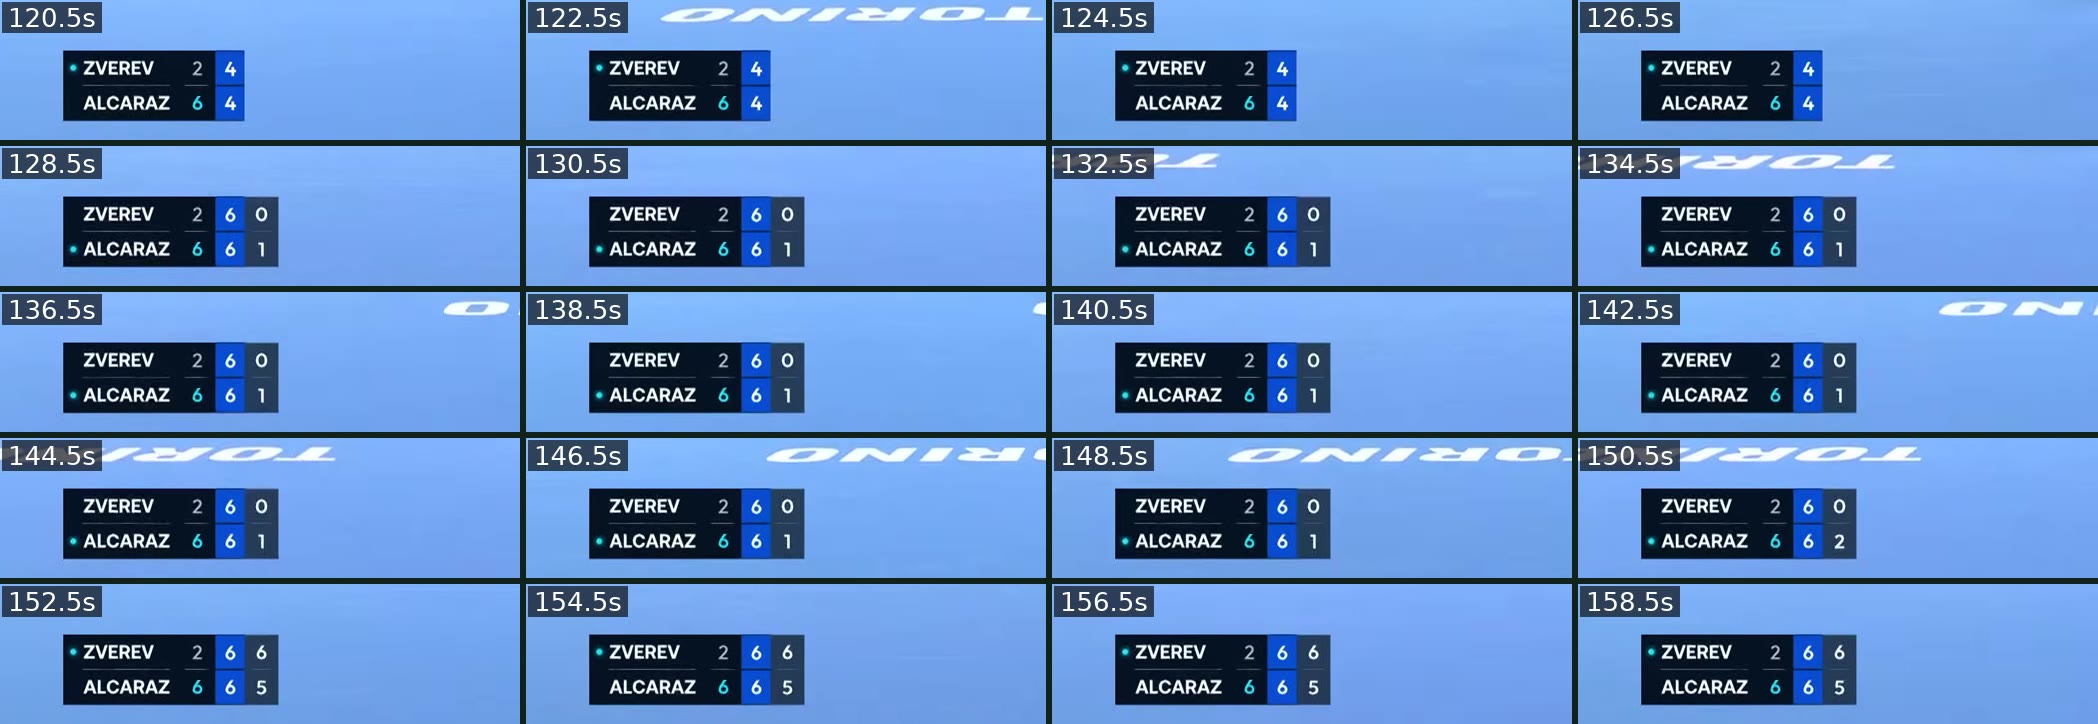 120.5s
ZVEREV 2 4
ALCARAZ 6 4
122.5s
TORINO
ZVEREV 2 4
ALCARAZ 6 4
124.5s
ZVEREV 2 4
ALCARAZ 6 4
126.5s
ZVEREV 2 4
ALCARAZ 6 4
128.5s
ZVEREV 2 6 0
ALCARAZ 6 6 1
130.5s
ZVEREV 2 6 0
ALCARAZ 6 6 1
132.5s
ZVEREV 2 6 0
ALCARAZ 6 6 1
134.5s
ZVEREV 2 6 0
ALCARAZ 6 6 1
136.5s
ZVEREV 2 6 0
ALCARAZ 6 6 1
138.5s
ZVEREV 2 6 0
ALCARAZ 6 6 1
140.5s
ZVEREV 2 6 0
ALCARAZ 6 6 1
142.5s
ZVEREV 2 6 0
ALCARAZ 6 6 1
144.5s
ZVEREV 2 6 0
ALCARAZ 6 6 1
146.5s
ZVEREV 2 6 0
ALCARAZ 6 6 1
148.5s
TORINO
ZVEREV 2 6 0
ALCARAZ 6 6 1
150.5s
ZVEREV 2 6 0
ALCARAZ 6 6 2
152.5s
ZVEREV 2 6 6
ALCARAZ 6 6 5
154.5s
ZVEREV 2 6 6
ALCARAZ 6 6 5
156.5s
ZVEREV 2 6 6
ALCARAZ 6 6 5
158.5s
ZVEREV 2 6 6
ALCARAZ 6 6 5